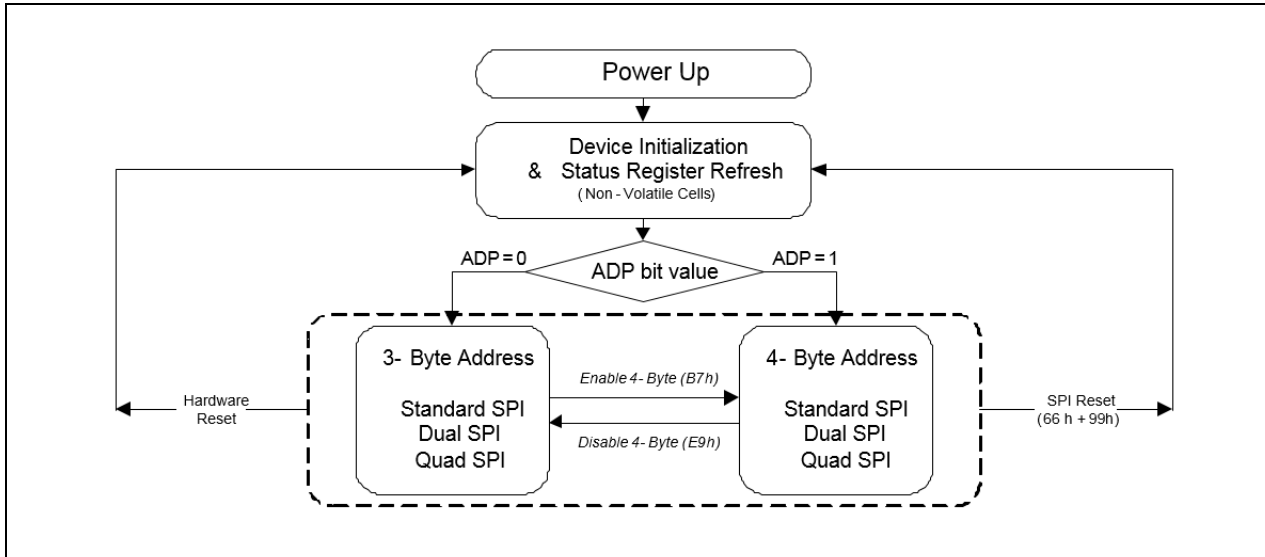 Power Up
Device Initialization
& Status Register Refresh
(Non-Volatile Cells)
ADP = 0
ADP bit value
ADP = 1
3- Byte Address
Standard SPI
Dual SPI
Quad SPI
Enable 4- Byte (B7h)
Disable 4- Byte (E9h)
4- Byte Address
Standard SPI
Dual SPI
Quad SPI
Hardware
Reset
SPI Reset
(66 h + 99h)